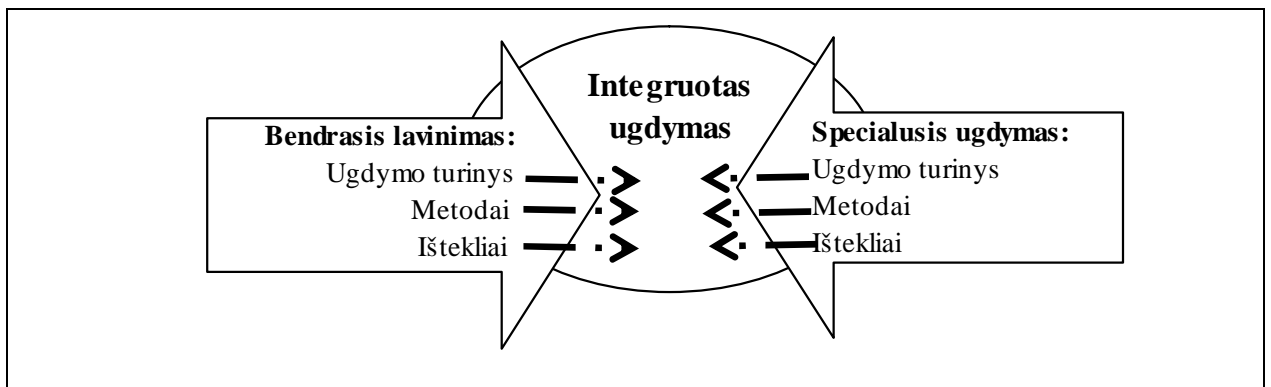 Integruotas
ugdymas
Bendrasis lavinimas:
Ugdymo turinys
Metodai
Ištekliai
Specialusis ugdymas:
Ugdymo turinys
Metodai
Ištekliai